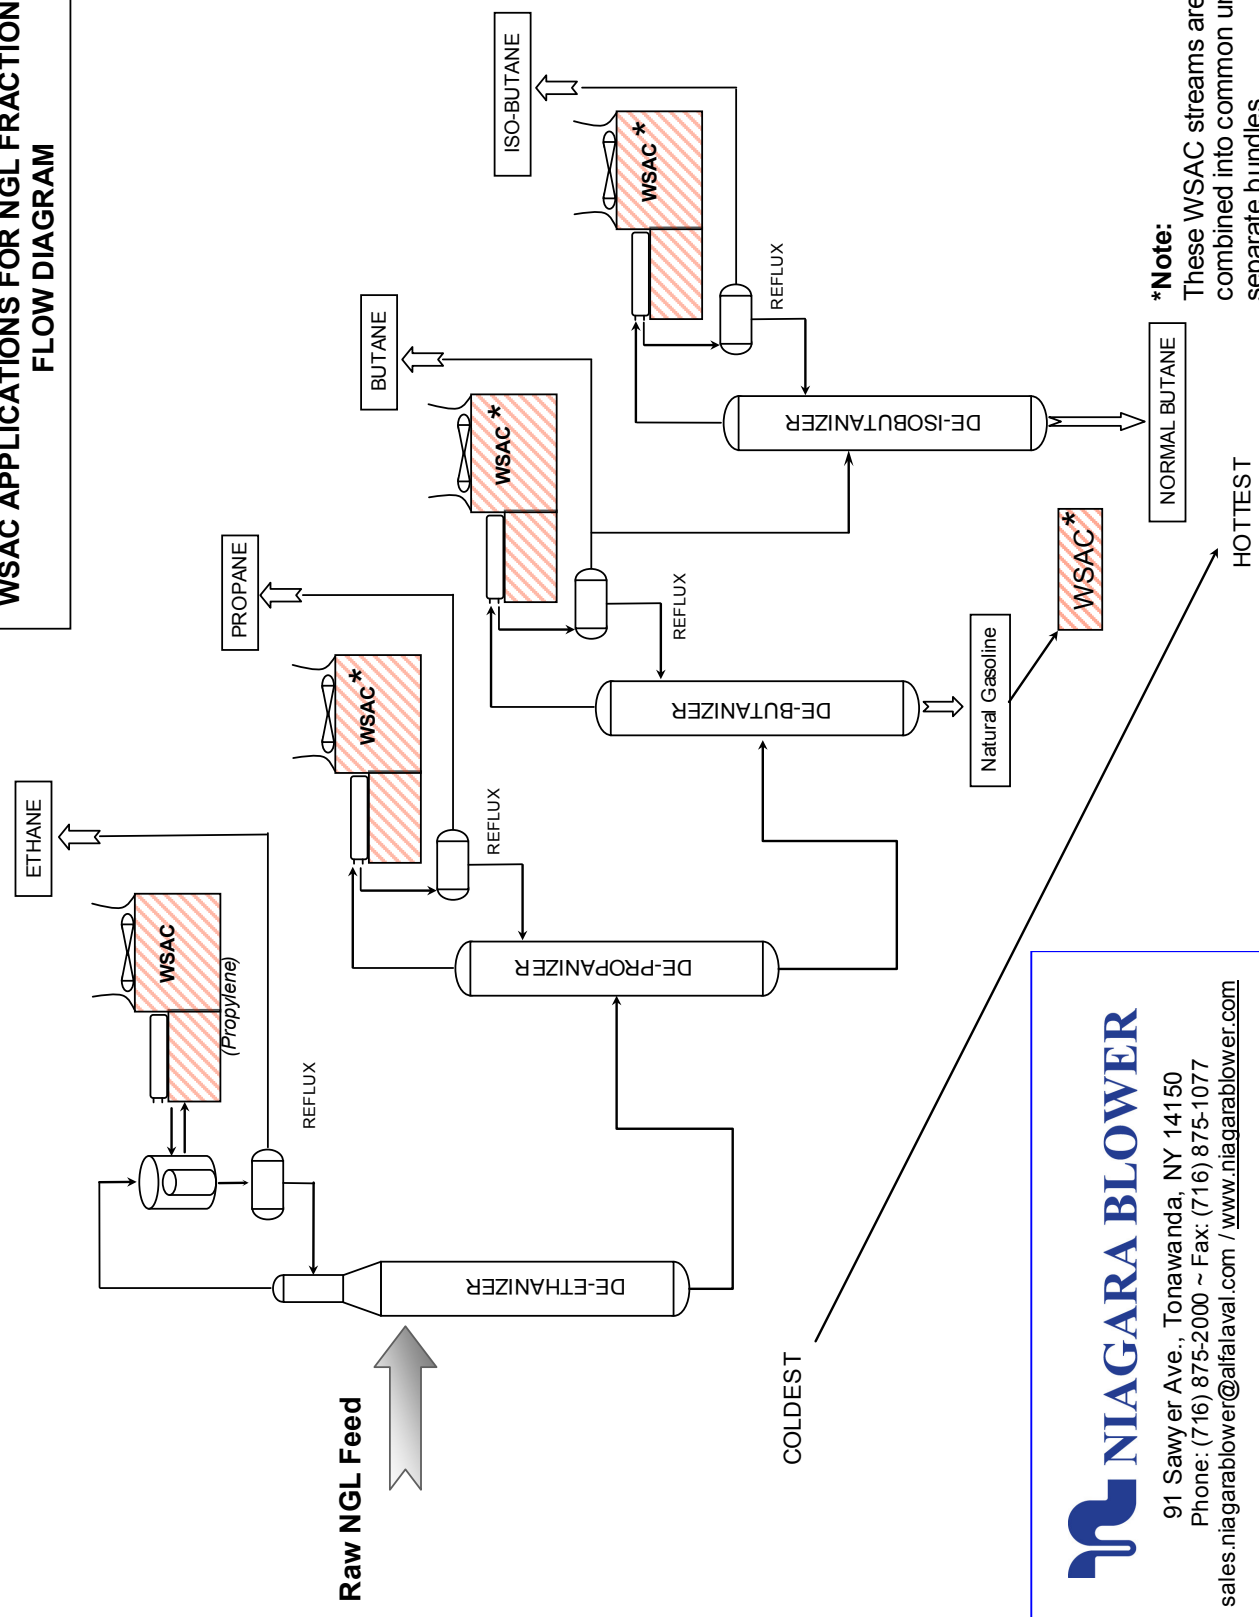 WSAC APPLICATIONS FOR NGL FRACTION
FLOW DIAGRAM
ETHANE
PROPANE
BUTANE
ISO-BUTANE
WSAC
(Propylene)
WSAC*
WSAC*
WSAC*
REFLUX
REFLUX
REFLUX
REFLUX
Raw NGL Feed
DE-ETHANIZER
DE-PROPANIZER
DE-BUTANIZER
DE-ISOBUTANIZER
Natural Gasoline
WSAC*
NORMAL BUTANE
COLDEST
HOTTEST
*Note:
These WSAC streams are
combined into common
separate bundles
NIAGARA BLOWER
91 Sawyer Ave., Tonawanda, NY 14150
Phone: (716) 875-2000 ~ Fax: (716) 875-1077
sales.niagarablower@alfalaval.com / www.niagarablower.com